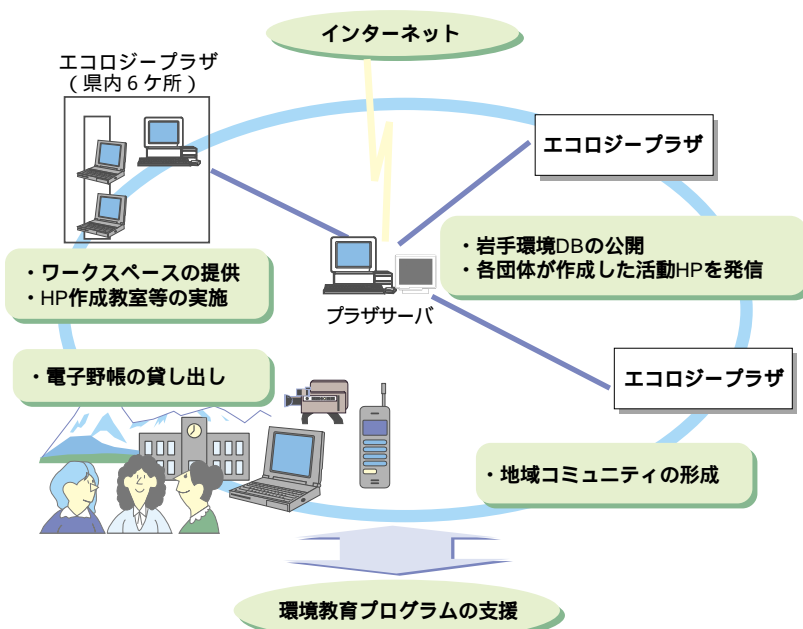 インターネット
エコロジープラザ
（県内６ケ所）
エコロジープラザ
・岩手環境DBの公開
・各団体が作成した活動HPを発信
・ワークスペースの提供
・HP作成教室等の実施
プラザサーバ
・電子野帳の貸し出し
エコロジープラザ
・地域コミュニティの形成
環境教育プログラムの支援